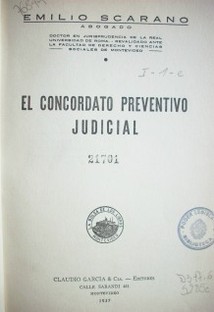 EMILIO SCARANO
ABOGADO
DOCTOR EN JURISPRUDENCIA DE LA REAL
UNIVERSIDAD DE ROMA - REVALIDADO ANTE
LA FACULTAD DE DERECHO Y CIENCIAS
SOCIALES DE MONTEVIDEO
I-1-C
EL CONCORDATO PREVENTIVO
JUDICIAL
21701
CLAUDIO GARCIA & Cía. - EDITORES
CALLE SARANDI 441
MONTEVIDEO